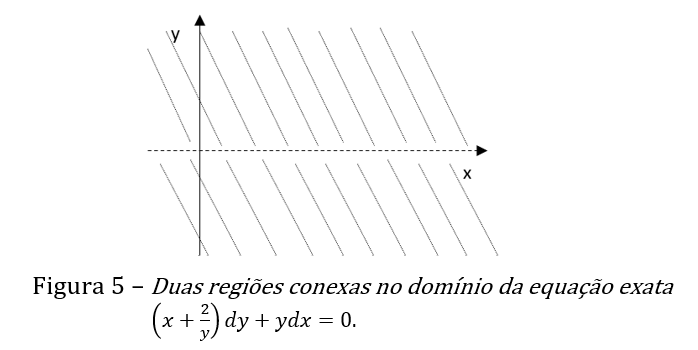 y
x
Figura 5 – Duas regiões conexas no domínio da equação exata
(x + 2/y) dy + ydx = 0.